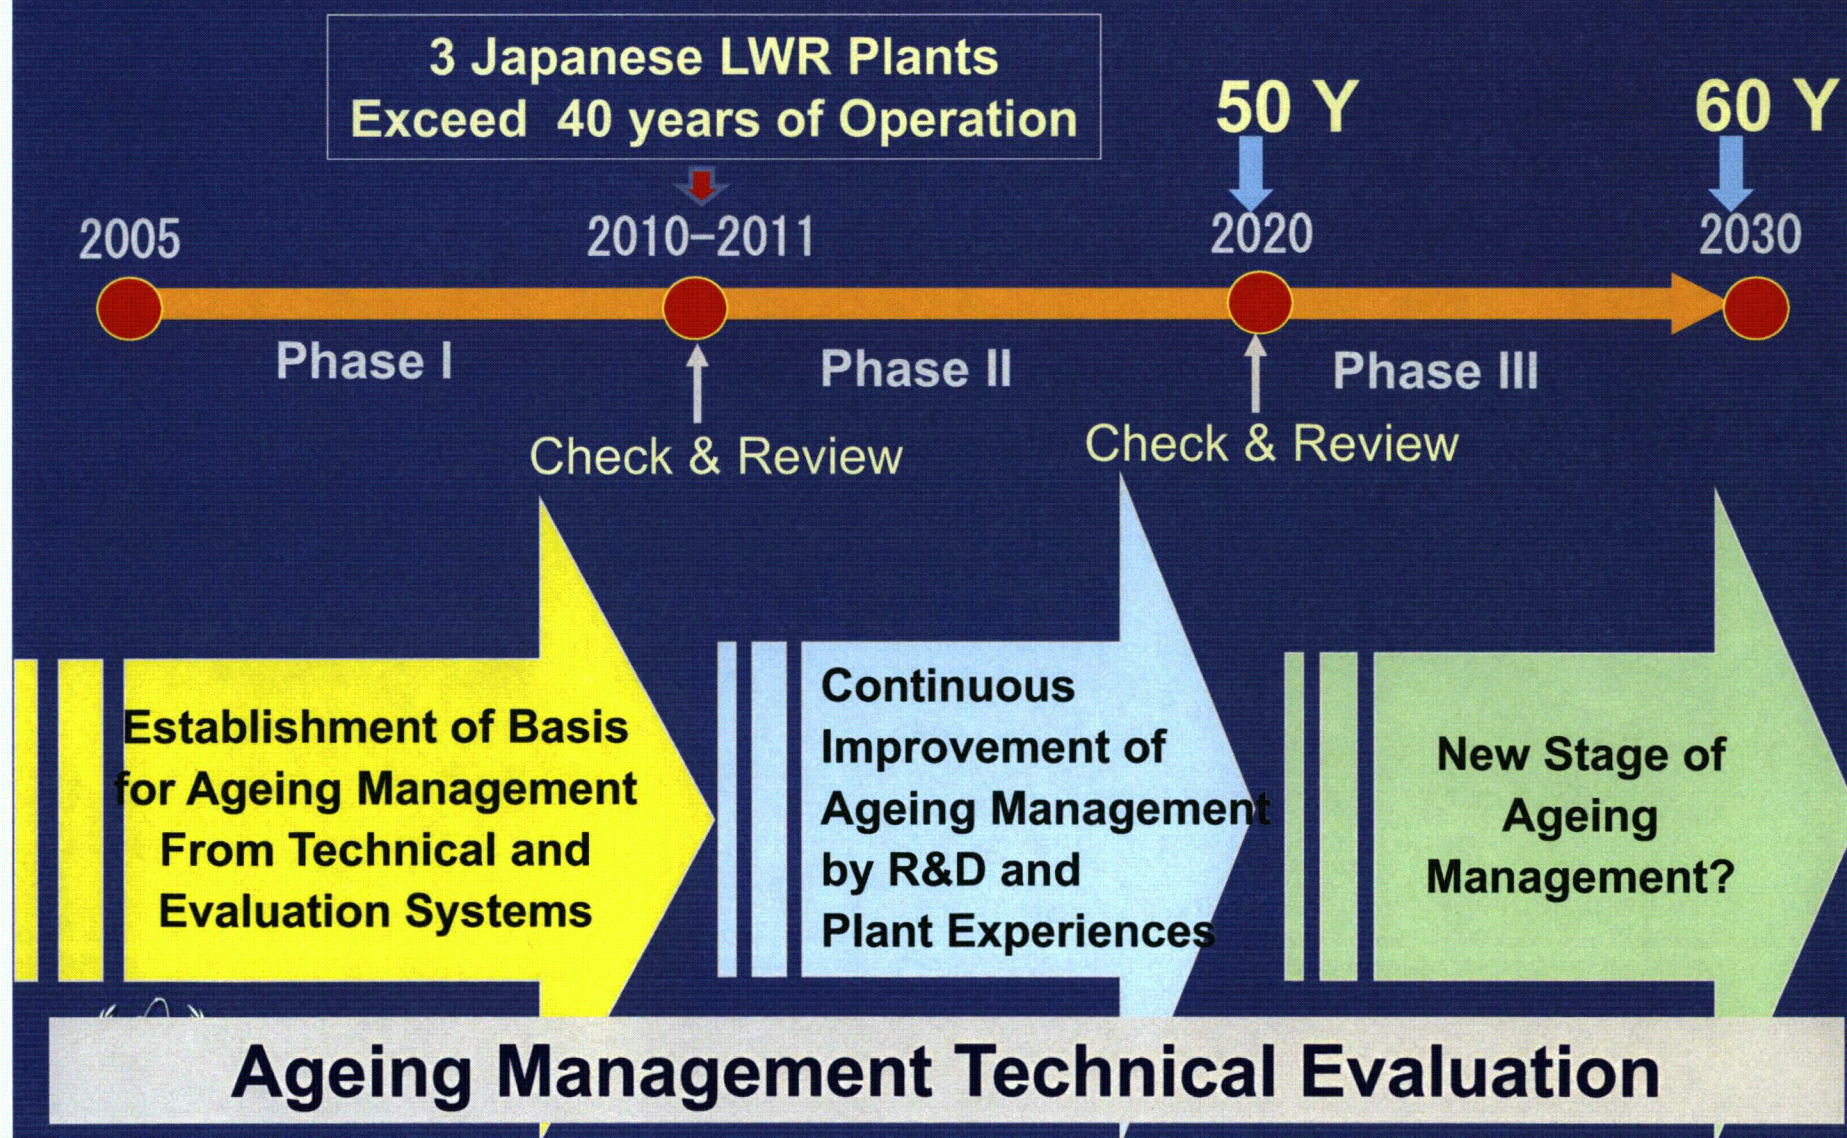 3 Japanese LWR Plants
Exceed 40 years of Operation
50 Y
60 Y
2005
2010-2011
2020
2030
Phase I
Phase II
Phase III
Check & Review
Check & Review
Establishment of Basis
for Ageing Management
From Technical and
Evaluation Systems
Continuous
Improvement of
Ageing Management
by R&D and
Plant Experiences
New Stage of
Ageing
Management?
Ageing Management Technical Evaluation